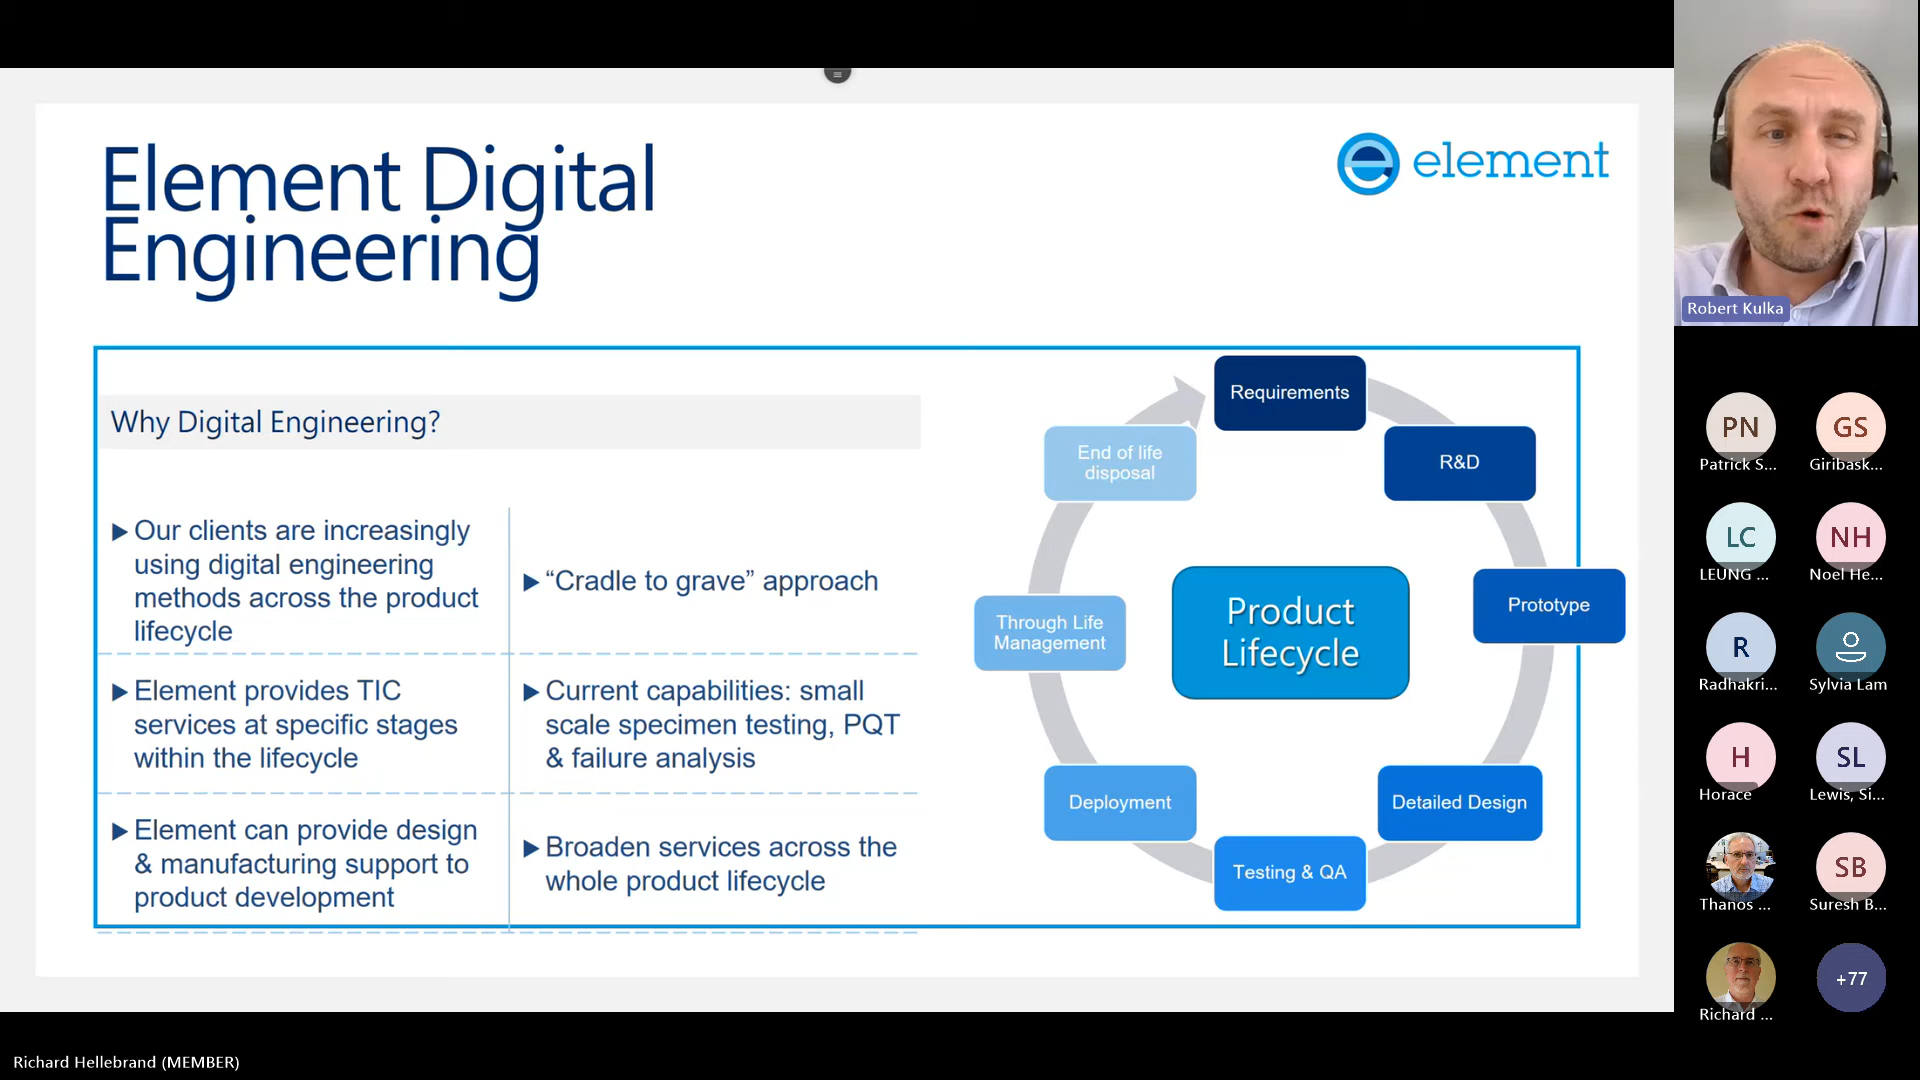 Element Digital
Engineering
element
Why Digital Engineering?
▶ Our clients are increasingly
using digital engineering
methods across the product
lifecycle
▶ “Cradle to grave” approach
▶ Element provides TIC
services at specific stages
within the lifecycle
▶ Current capabilities: small
scale specimen testing, PQT
& failure analysis
▶ Element can provide design
& manufacturing support to
product development
▶ Broaden services across the
whole product lifecycle
Requirements
R&D
Prototype
Detailed Design
Testing & QA
Deployment
Through Life
Management
End of life
disposal
Product
Lifecycle
Robert Kulka
PN
Patrick S...
GS
Giribask...
LC
LEUNG ...
NH
Noel He...
R
Radhakri...
Sylvia Lam
H
Horace
SL
Lewis, Si...
Thanos ...
SB
Suresh B...
Richard ...
+77
Richard Hellebrand (MEMBER)